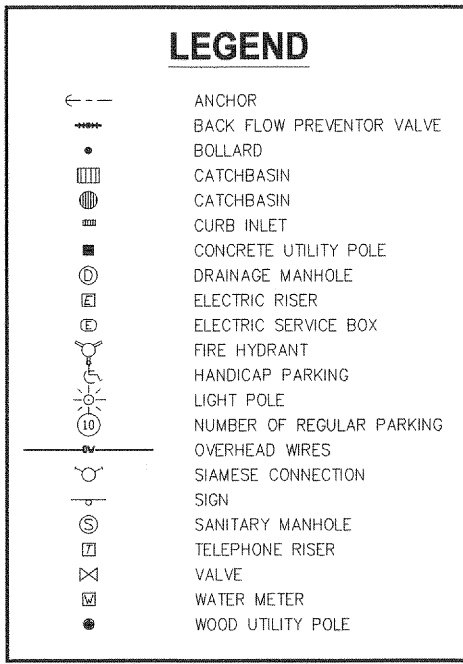 LEGEND
ANCHOR
BACK FLOW PREVENTOR VALVE
BOLLARD
CATCHBASIN
CATCHBASIN
CURB INLET
CONCRETE UTILITY POLE
D DRAINAGE MANHOLE
E ELECTRIC RISER
E ELECTRIC SERVICE BOX
FIRE HYDRANT
HANDICAP PARKING
LIGHT POLE
10 NUMBER OF REGULAR PARKING
OW OVERHEAD WIRES
SIAMESE CONNECTION
SIGN
S SANITARY MANHOLE
T TELEPHONE RISER
VALVE
W WATER METER
WOOD UTILITY POLE